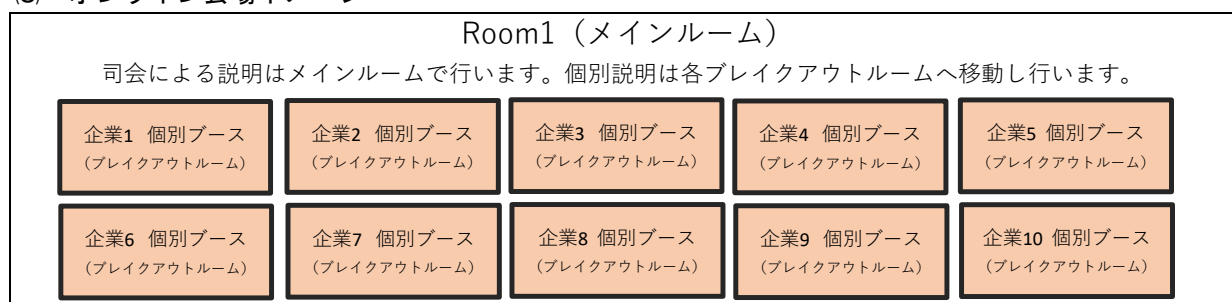 Room1（メインルーム）
司会による説明はメインルームで行います。個別説明は各ブレイクアウトルームへ移動し行います。
企業1 個別ブース
（ブレイクアウトルーム）
企業2 個別ブース
（ブレイクアウトルーム）
企業3 個別ブース
（ブレイクアウトルーム）
企業4 個別ブース
（ブレイクアウトルーム）
企業5 個別ブース
（ブレイクアウトルーム）
企業6 個別ブース
（ブレイクアウトルーム）
企業7 個別ブース
（ブレイクアウトルーム）
企業8 個別ブース
（ブレイクアウトルーム）
企業9 個別ブース
（ブレイクアウトルーム）
企業10 個別ブース
（ブレイクアウトルーム）